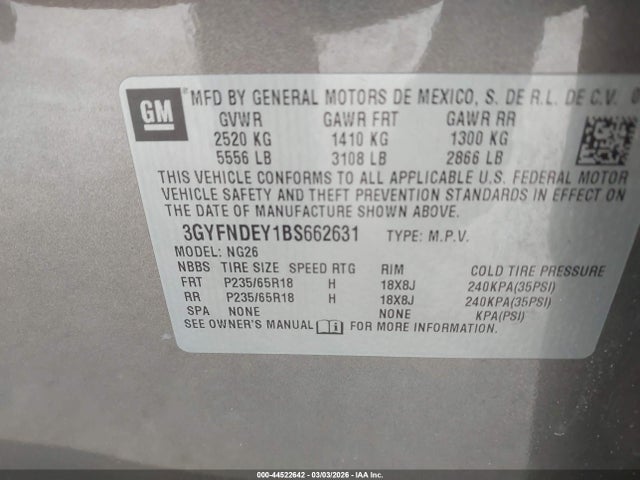 GM
MFD BY GENERAL MOTORS DE MEXICO, S. DE R.L. DE C.V.
GVWR GAWR FRT GAWR RR
2520 KG 1410 KG 1300 KG
5556 LB 3108 LB 2866 LB
THIS VEHICLE CONFORMS TO ALL APPLICABLE U.S. FEDERAL MOTOR
VEHICLE SAFETY AND THEFT PREVENTION STANDARDS IN EFFECT ON
THE DATE OF MANUFACTURE SHOWN ABOVE.
3GYFNDEY1BS662631 TYPE: M.P.V.
MODEL: NG26
NBBS TIRE SIZE SPEED RTG RIM COLD TIRE PRESSURE
FRT P235/65R18 H 18X8J 240KPA(35PSI)
RR P235/65R18 H 18X8J 240KPA(35PSI)
SPA NONE NONE KPA(PSI)
SEE OWNER'S MANUAL FOR MORE INFORMATION.
000-44522642 - 03/03/2026 - IAA Inc.